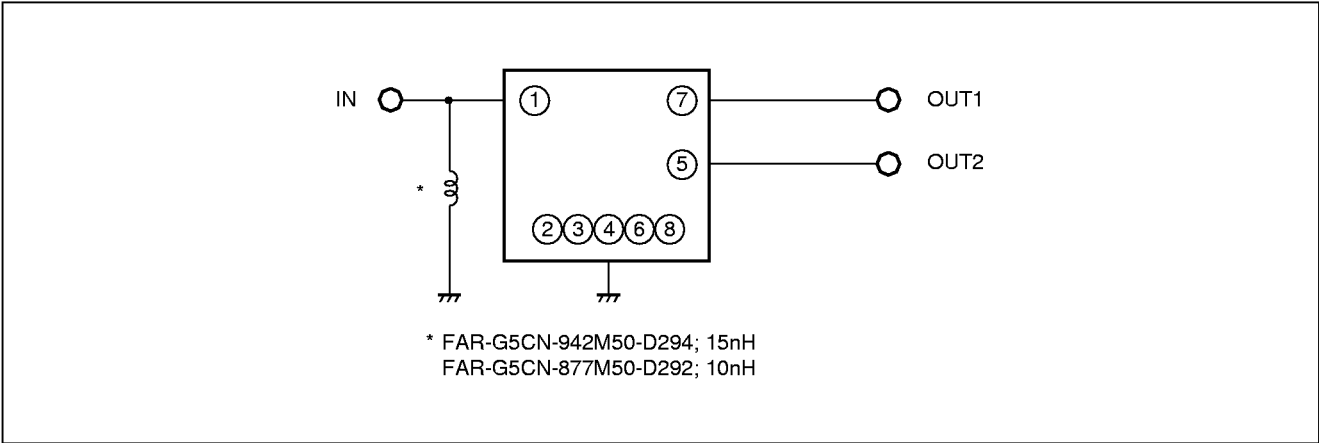 IN 1 7 OUT1
5 OUT2
*
2 3 4 6 8
* FAR-G5CN-942M50-D294; 15nH
FAR-G5CN-877M50-D292; 10nH